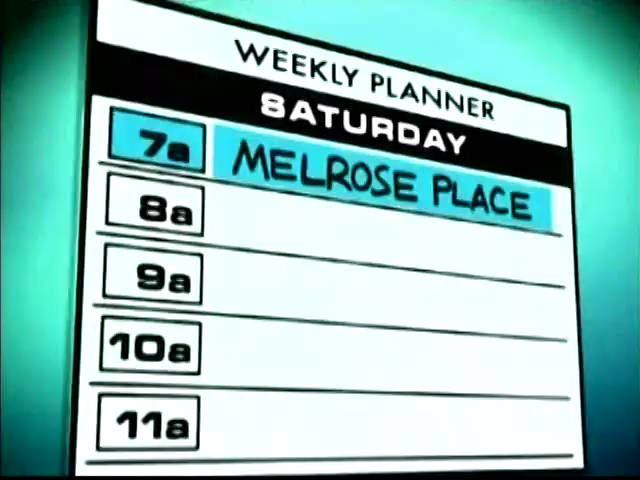 WEEKLY PLANNER
SATURDAY
7a MELROSE PLACE
8a
9a
10a
11a